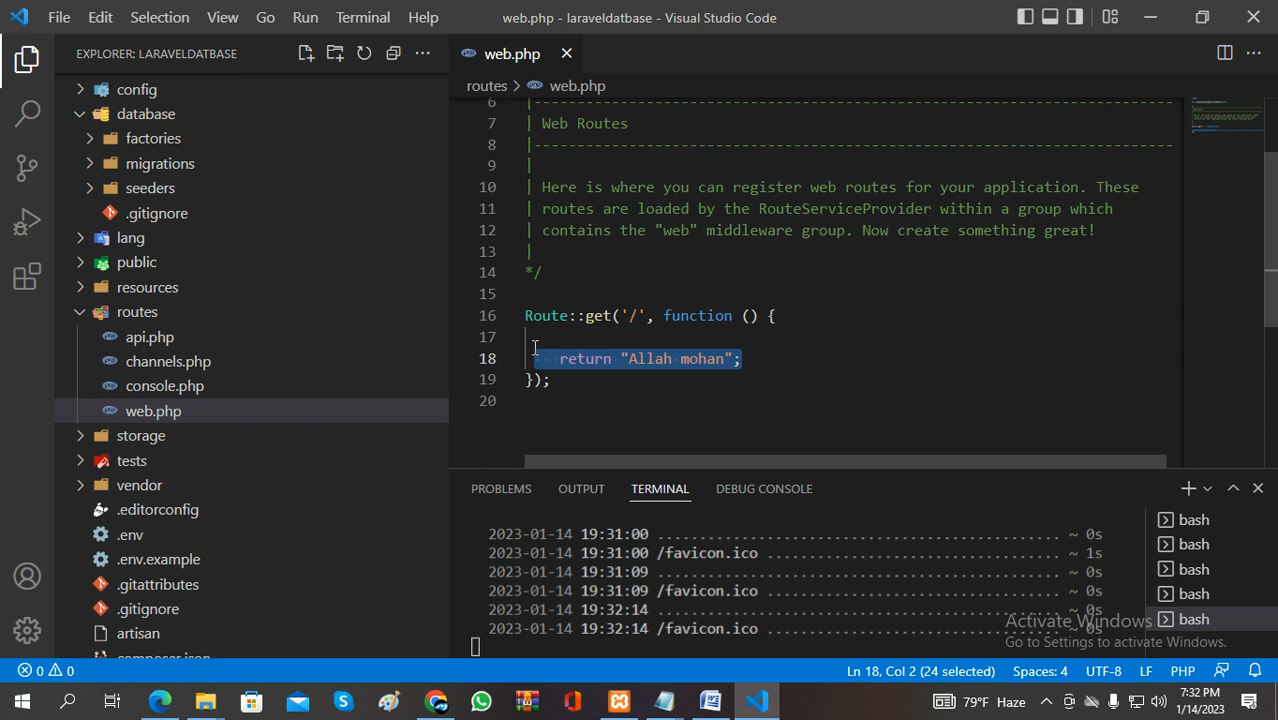 File Edit Selection View Go Run Terminal Help web.php - laraveldatbase - Visual Studio Code
EXPLORER: LARAVELDATBASE
config
database
factories
migrations
seeders
.gitignore
lang
public
resources
routes
api.php
channels.php
console.php
web.php
storage
tests
vendor
.editorconfig
.env
.env.example
.gitattributes
.gitignore
artisan
composer.json
web.php
routes > web.php
6 |--------------------------------------------------------------------------
7 | Web Routes
8 |--------------------------------------------------------------------------
9 |
10 | Here is where you can register web routes for your application. These
11 | routes are loaded by the RouteServiceProvider within a group which
12 | contains the "web" middleware group. Now create something great!
13 |
14 */
15
16 Route::get('/', function () {
17
18 return "Allah mohan";
19 });
20
PROBLEMS OUTPUT TERMINAL DEBUG CONSOLE
2023-01-14 19:31:00 ................................................ ~ 0s
2023-01-14 19:31:00 /favicon.ico .................................. ~ 1s
2023-01-14 19:31:09 ................................................ ~ 0s
2023-01-14 19:31:09 /favicon.ico .................................. ~ 0s
2023-01-14 19:32:14 ................................................ ~ 0s
2023-01-14 19:32:14 /favicon.ico .................................. ~ 0s
bash
bash
bash
bash
bash
Activate Windows
Go to Settings to activate Windows.
0 0 Ln 18, Col 2 (24 selected) Spaces: 4 UTF-8 LF PHP
79°F Haze 7:32 PM
1/14/2023